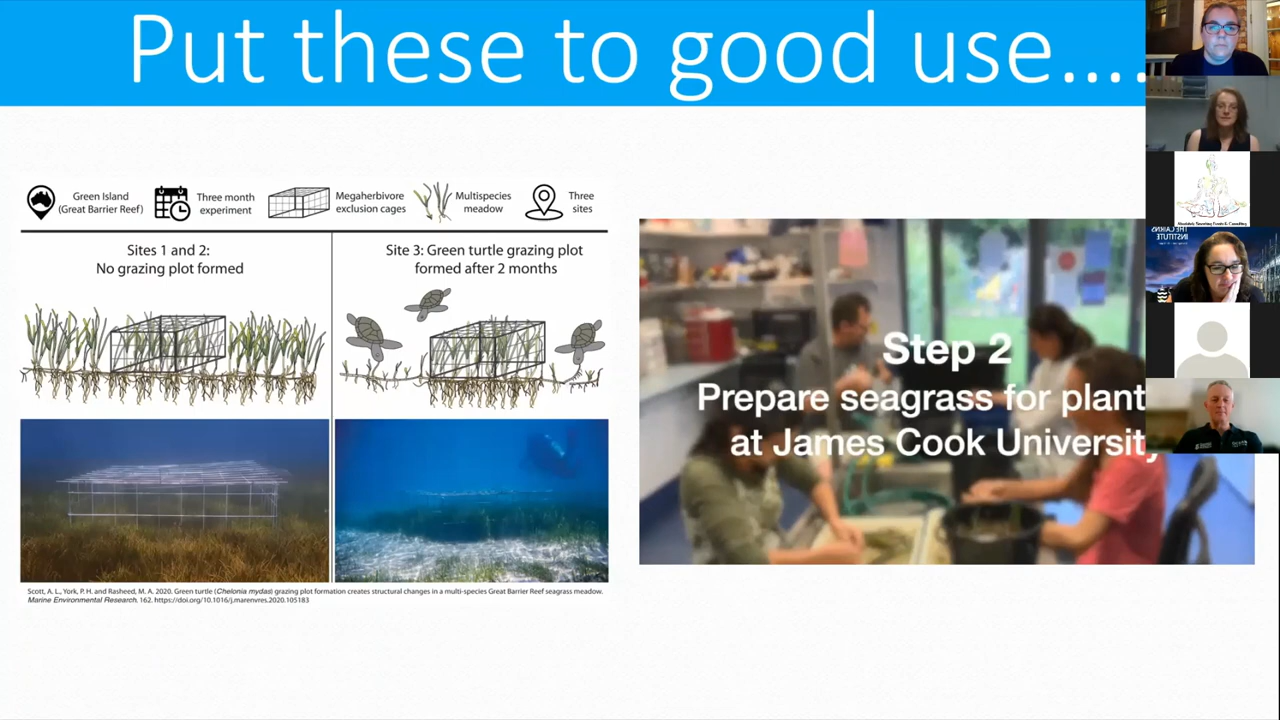 Put these to good use....
Green Island
(Great Barrier Reef)
Three month
experiment
Megaherbivore
exclusion cages
Multispecies
meadow
Three
sites
Sites 1 and 2:
No grazing plot formed
Site 3: Green turtle grazing plot
formed after 2 months
Scott, A. L., York, P. H. and Rasheed, M. A. 2020. Green turtle (Chelonia mydas) grazing plot formation creates structural changes in a multi-species Great Barrier Reef seagrass meadow.
Marine Environmental Research, 162. https://doi.org/10.1016/j.marenvres.2020.105183
Step 2
Prepare seagrass for plant
at James Cook University
THE CAIRNS
INSTITUTE